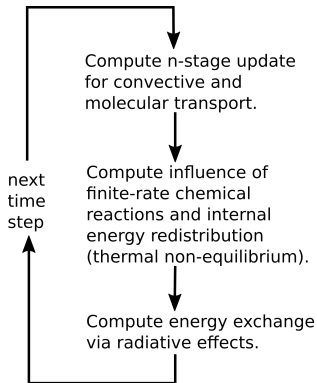 Compute n-stage update
for convective and
molecular transport.
Compute influence of
finite-rate chemical
reactions and internal
energy redistribution
(thermal non-equilibrium).
Compute energy exchange
via radiative effects.
next
time
step